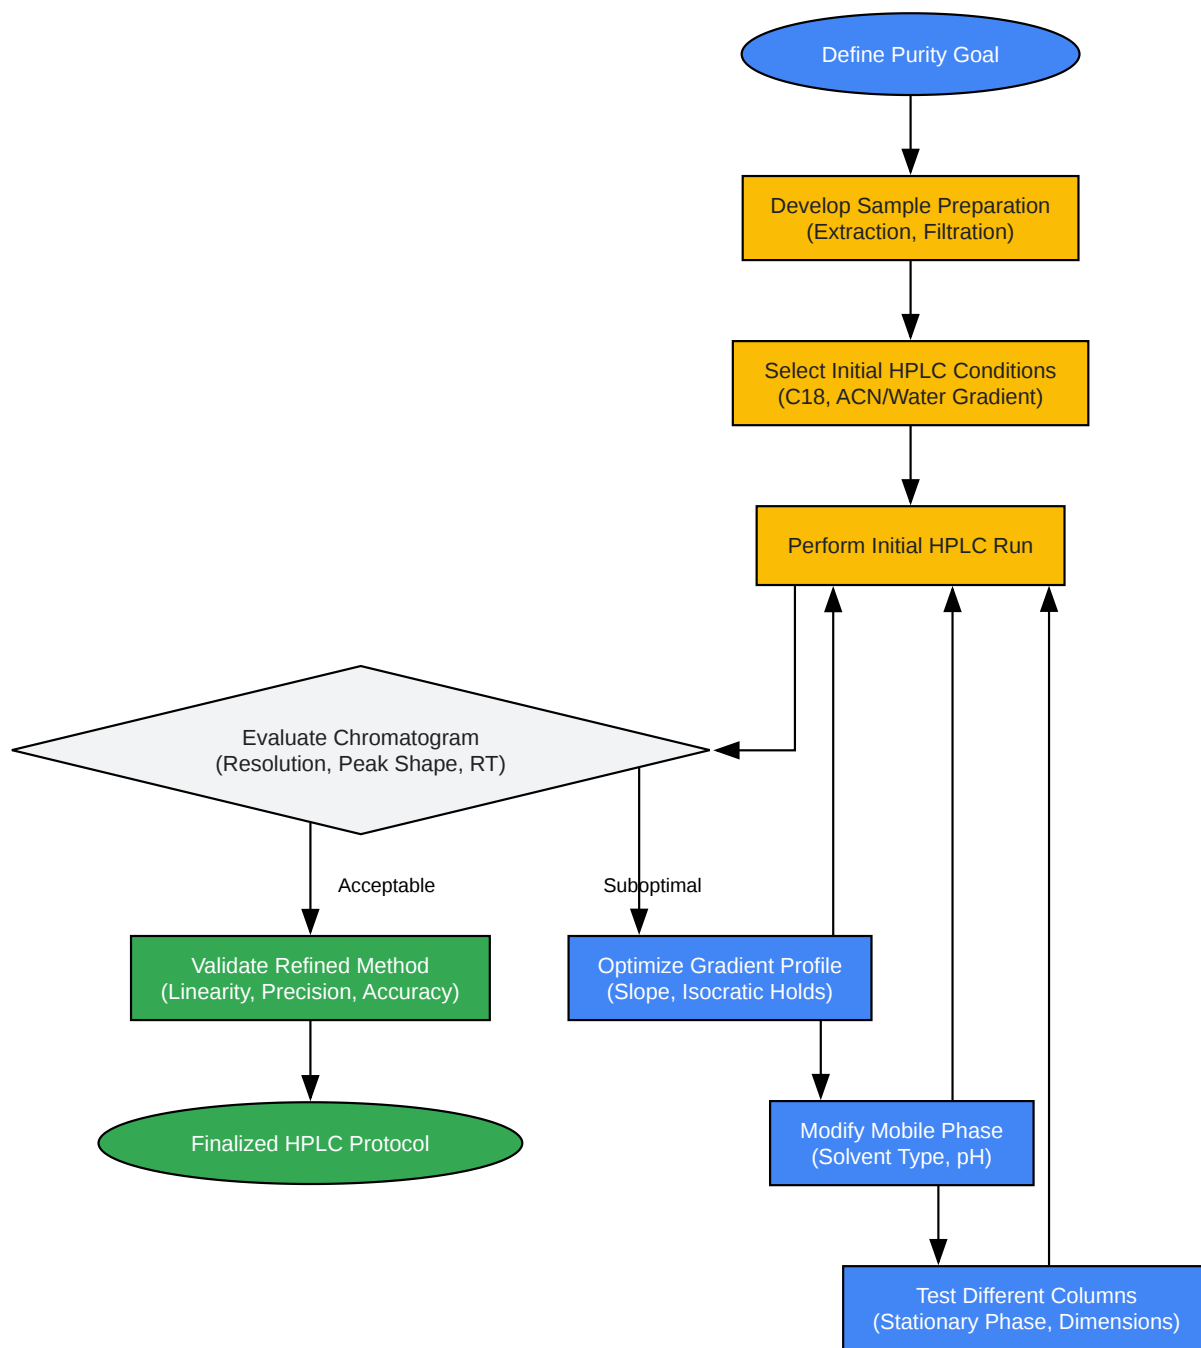 Define Purity Goal
Develop Sample Preparation
(Extraction, Filtration)
Select Initial HPLC Conditions
(C18, ACN/Water Gradient)
Perform Initial HPLC Run
Evaluate Chromatogram
(Resolution, Peak Shape, RT)
Acceptable
Suboptimal
Validate Refined Method
(Linearity, Precision, Accuracy)
Optimize Gradient Profile
(Slope, Isocratic Holds)
Finalized HPLC Protocol
Modify Mobile Phase
(Solvent Type, pH)
Test Different Columns
(Stationary Phase, Dimensions)